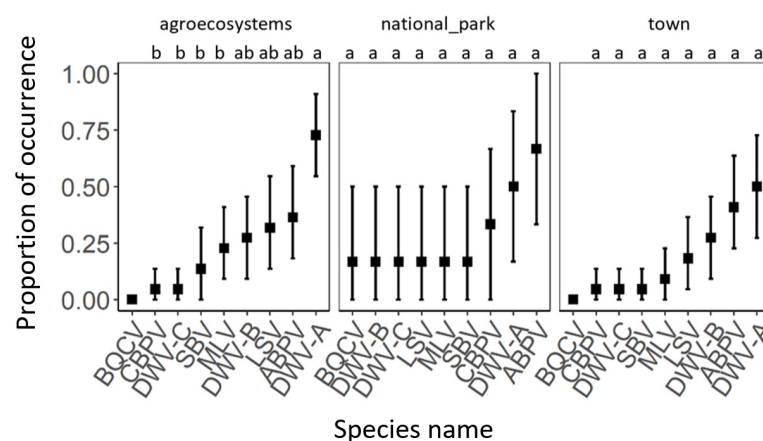 agroecosystems national_park town
b b b b ab ab ab a a a a a a a a a a a a a a a a a a
Proportion of occurrence
1.00
0.75
0.50
0.25
0.00
BQCV CBPV DWV-C SBV MLV DWV-B LSV ABPV DWV-A BQCV DWV-B DWV-C LSV MLV SBV CBPV DWV-A ABPV BQCV CBPV DWV-C SBV MLV LSV DWV-B ABPV DWV-A
Species name